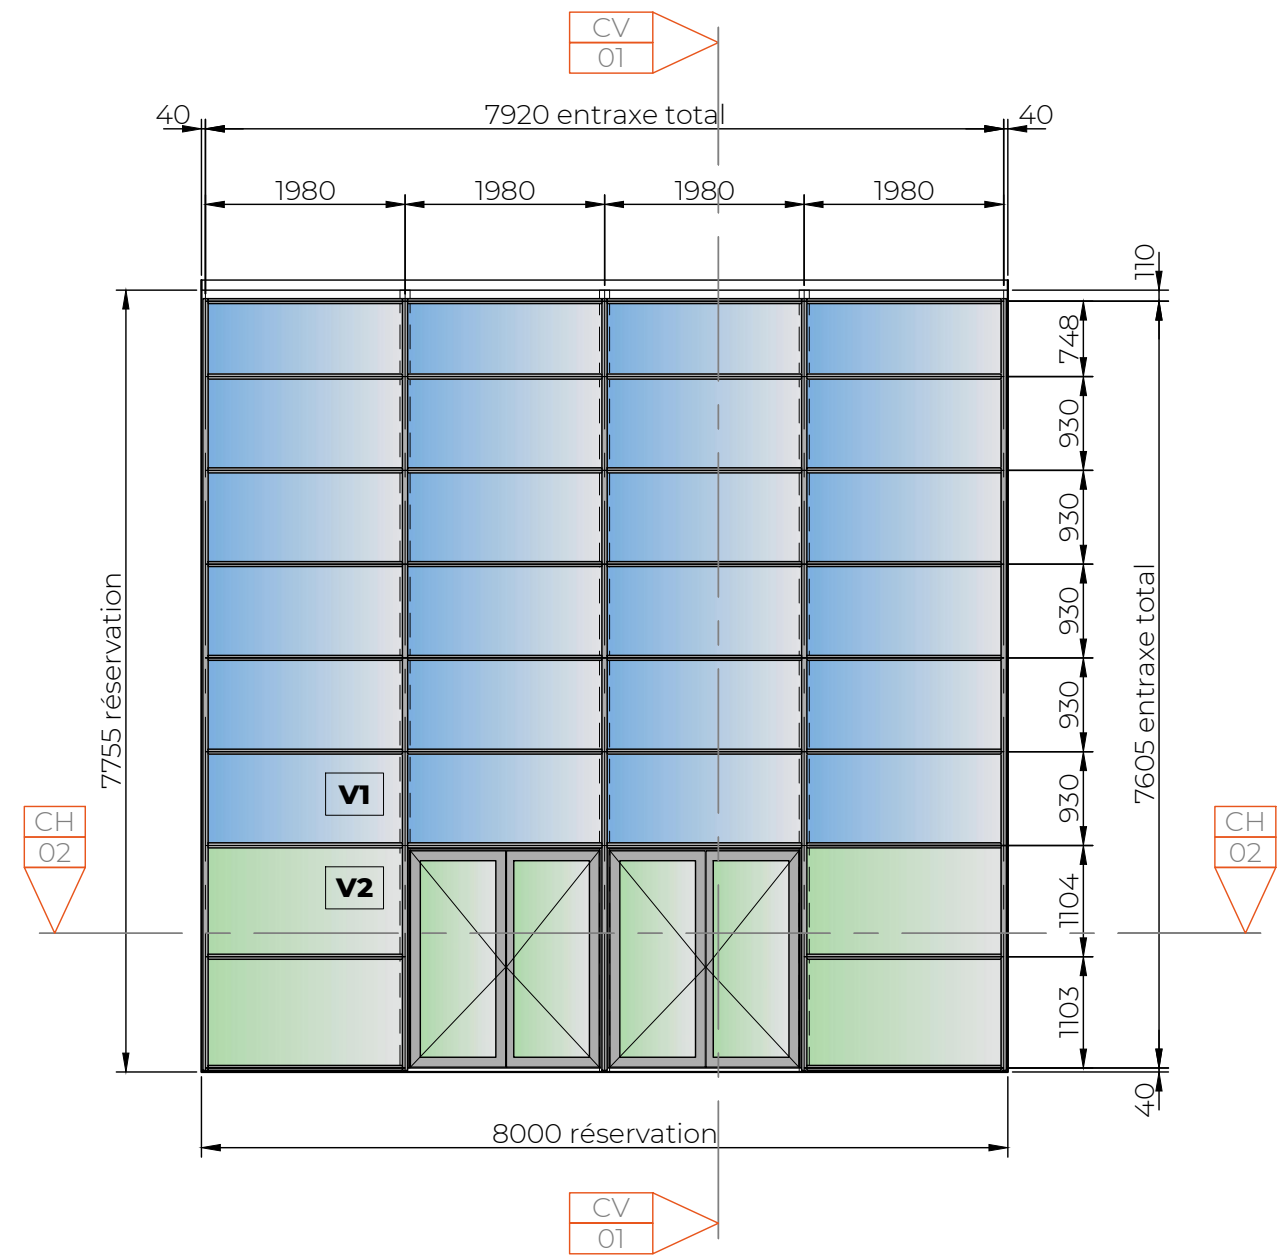 CV
01
40
7920 entraxe total
40
1980
1980
1980
1980
110
748
930
930
930
930
930
1104
1103
7605 entraxe total
40
7755 réservation
V1
V2
CH
02
CH
02
8000 réservation
CV
01